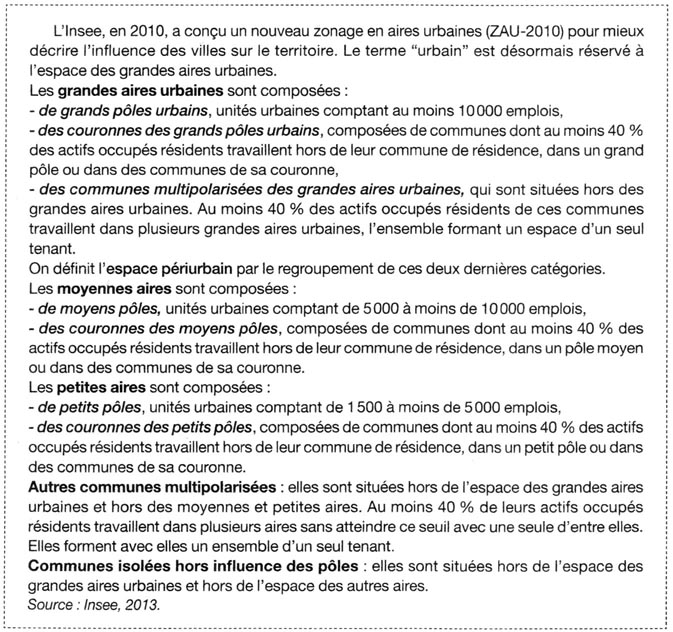 L’Insee, en 2010, a conçu un nouveau zonage en aires urbaines (ZAU-2010) pour mieux
décrire l’influence des villes sur le territoire. Le terme “urbain” est désormais réservé à
l’espace des grandes aires urbaines.
Les grandes aires urbaines sont composées :
- de grands pôles urbains, unités urbaines comptant au moins 10 000 emplois,
- des couronnes des grands pôles urbains, composées de communes dont au moins 40 %
des actifs occupés résidents travaillent hors de leur commune de résidence, dans un grand
pôle ou dans des communes de sa couronne,
- des communes multipolarisées des grandes aires urbaines, qui sont situées hors des
grandes aires urbaines. Au moins 40 % des actifs occupés résidents de ces communes
travaillent dans plusieurs grandes aires urbaines, l’ensemble formant un espace d’un seul
tenant.
On définit l’espace périurbain par le regroupement de ces deux dernières catégories.
Les moyennes aires sont composées :
- de moyens pôles, unités urbaines comptant de 5 000 à moins de 10 000 emplois,
- des couronnes des moyens pôles, composées de communes dont au moins 40 % des
actifs occupés résidents travaillent hors de leur commune de résidence, dans un pôle moyen
ou dans des communes de sa couronne.
Les petites aires sont composées :
- de petits pôles, unités urbaines comptant de 1 500 à moins de 5 000 emplois,
- des couronnes des petits pôles, composées de communes dont au moins 40 % des actifs
occupés résidents travaillent hors de leur commune de résidence, dans un petit pôle ou dans
des communes de sa couronne.
Autres communes multipolarisées : elles sont situées hors de l’espace des grandes aires
urbaines et hors des moyennes et petites aires. Au moins 40 % de leurs actifs occupés
résidents travaillent dans plusieurs aires sans atteindre ce seuil avec une seule d’entre elles.
Elles forment avec elles un ensemble d’un seul tenant.
Communes isolées hors influence des pôles : elles sont situées hors de l’espace des
grandes aires urbaines et hors de l’espace des autres aires.
Source : Insee, 2013.